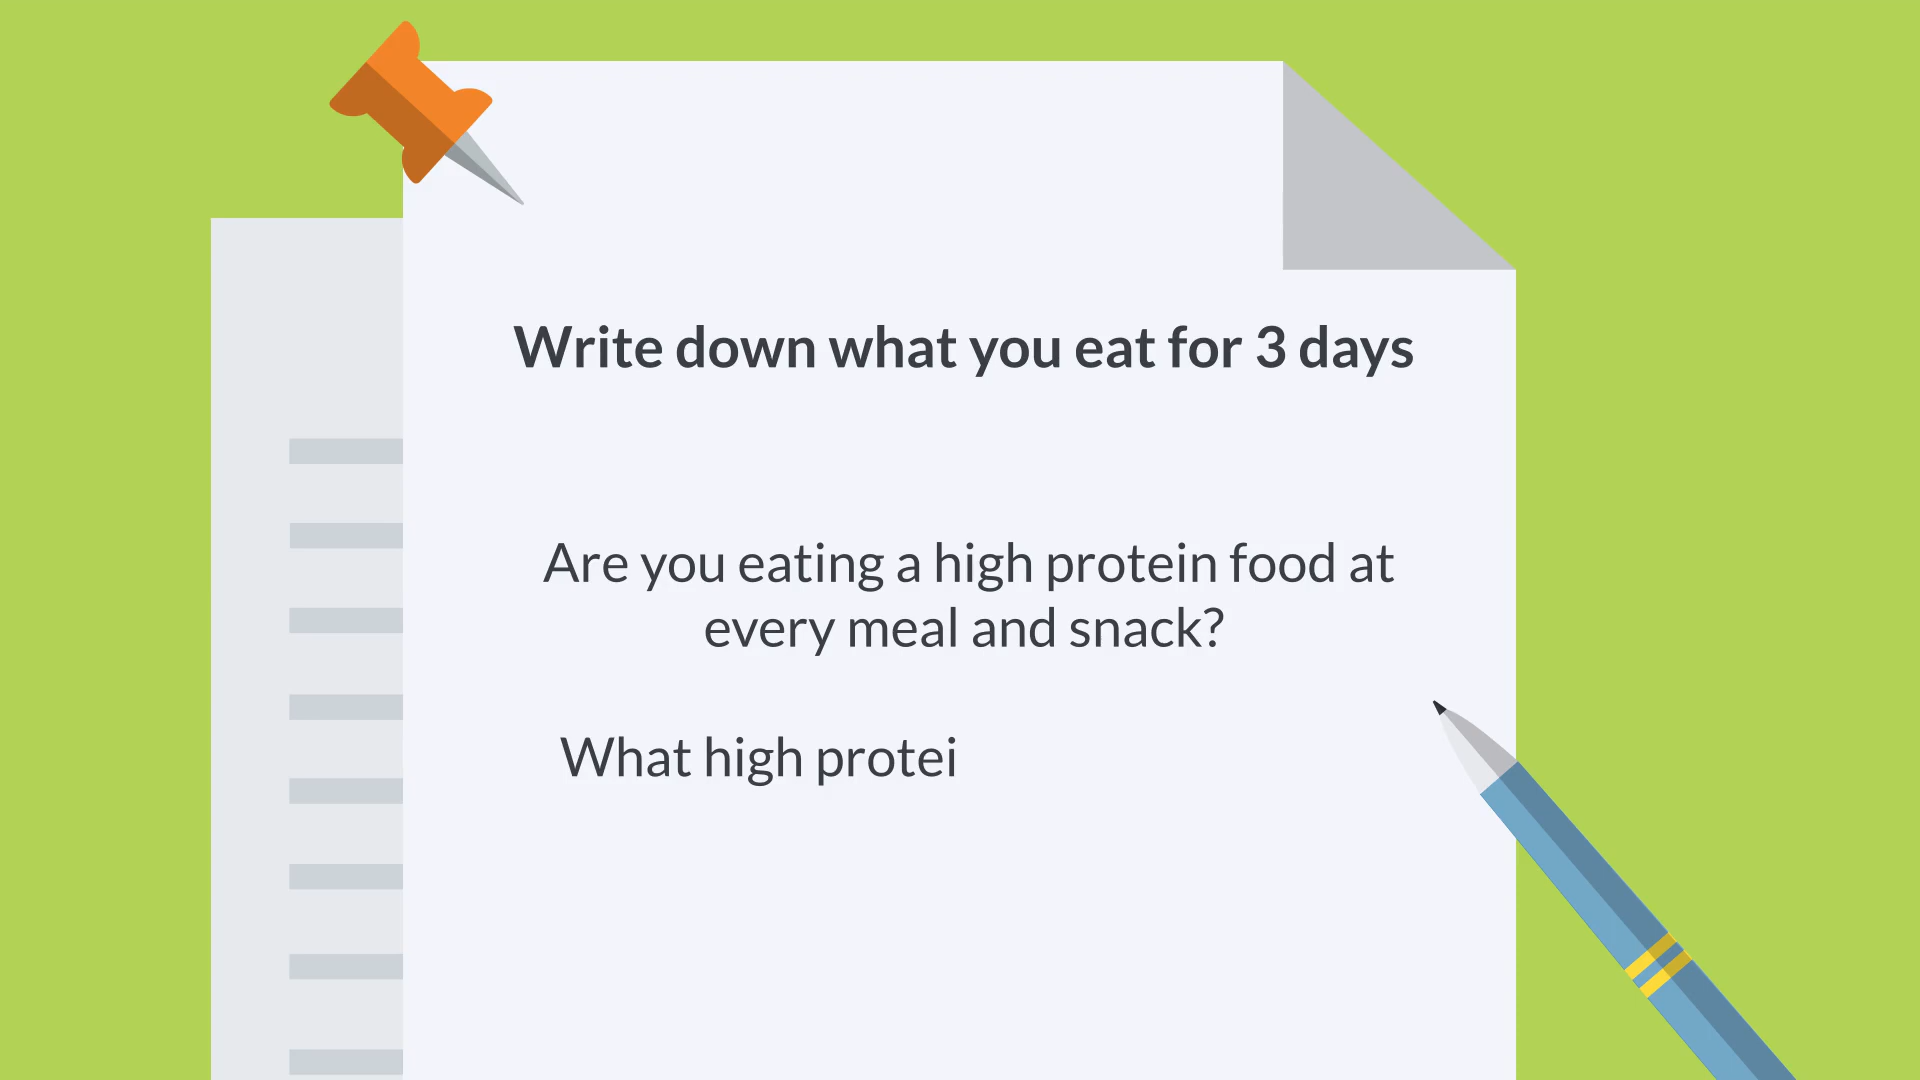 Write down what you eat for 3 days
Are you eating a high protein food at
every meal and snack?
What high protei